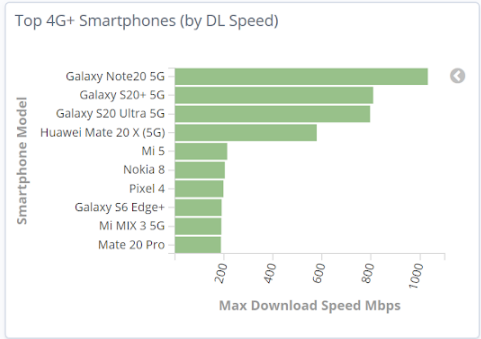 Top 4G+ Smartphones (by DL Speed)
Smartphone Model
Galaxy Note20 5G
Galaxy S20+ 5G
Galaxy S20 Ultra 5G
Huawei Mate 20 X (5G)
Mi 5
Nokia 8
Pixel 4
Galaxy S6 Edge+
Mi MIX 3 5G
Mate 20 Pro
200 400 600 800 1000
Max Download Speed Mbps